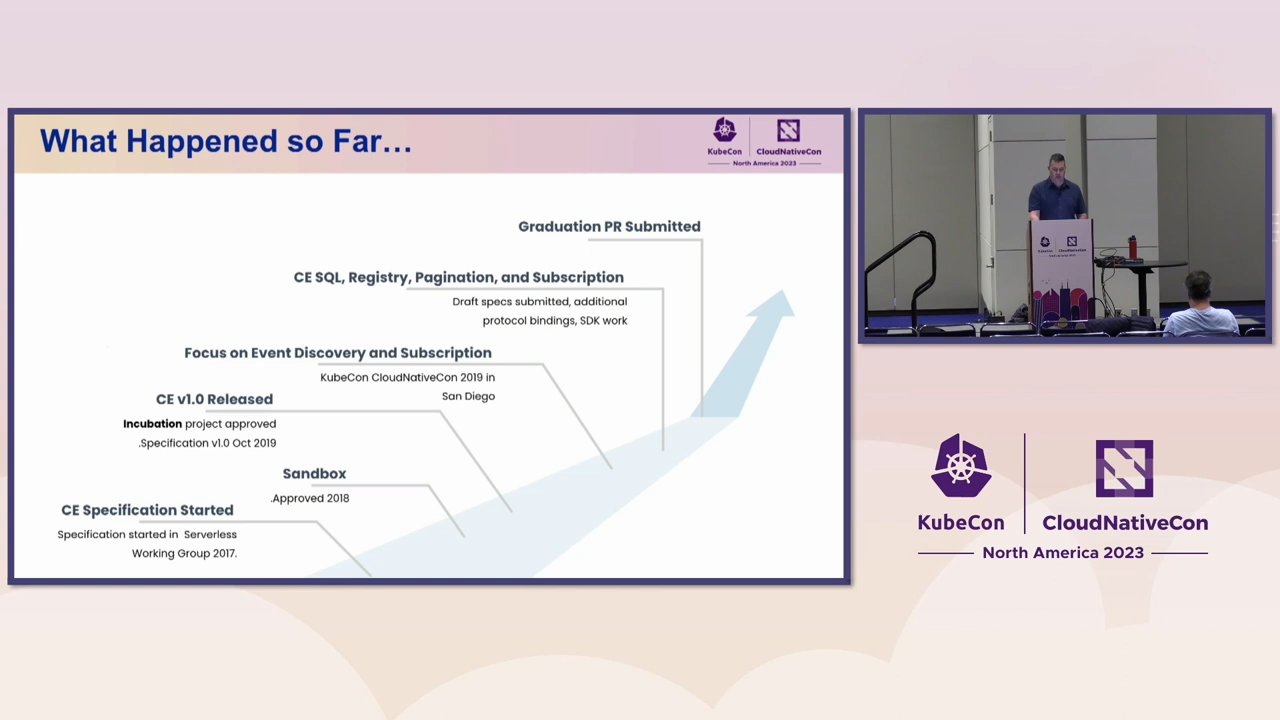 What Happened so Far...
KubeCon
CloudNativeCon
North America 2023
Graduation PR Submitted
CE SQL, Registry, Pagination, and Subscription
Draft specs submitted, additional
protocol bindings, SDK work
Focus on Event Discovery and Subscription
KubeCon CloudNativeCon 2019 in
San Diego
CE v1.0 Released
Incubation project approved
.Specification v1.0 Oct 2019
Sandbox
.Approved 2018
CE Specification Started
Specification started in Serverless
Working Group 2017.
KubeCon
CloudNativeCon
North America 2023